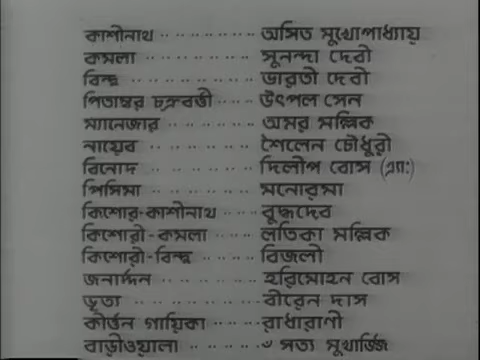 কাশীনাথ ·········· অসিত মুখোপাধ্যায়
কমলা ·········· সুনন্দা দেবী
বিন্দু ·········· ভারতী দেবী
পিতাম্বর চক্রবর্ত্তী ···· উৎপল সেন
ম্যানেজার ········ অমর মল্লিক
নায়েব ·········· শৈলেন চৌধুরী
বিনোদ ·········· দিলীপ বোস (এ্যাঃ)
পিসিমা ·········· মনোরমা
কিশোর-কাশীনাথ ···· বুদ্ধদেব
কিশোরী-কমলা ····· লতিকা মল্লিক
কিশোরী-বিন্দু ······ বিজলী
জনার্দ্দন ·········· হরিমোহন বোস
ভৃত্য ·········· বীরেন দাস
কীর্ত্তন গায়িকা ····· রাধারাণী
বাড়ীওয়ালা ······· ৺ সত্য মুখার্জ্জি